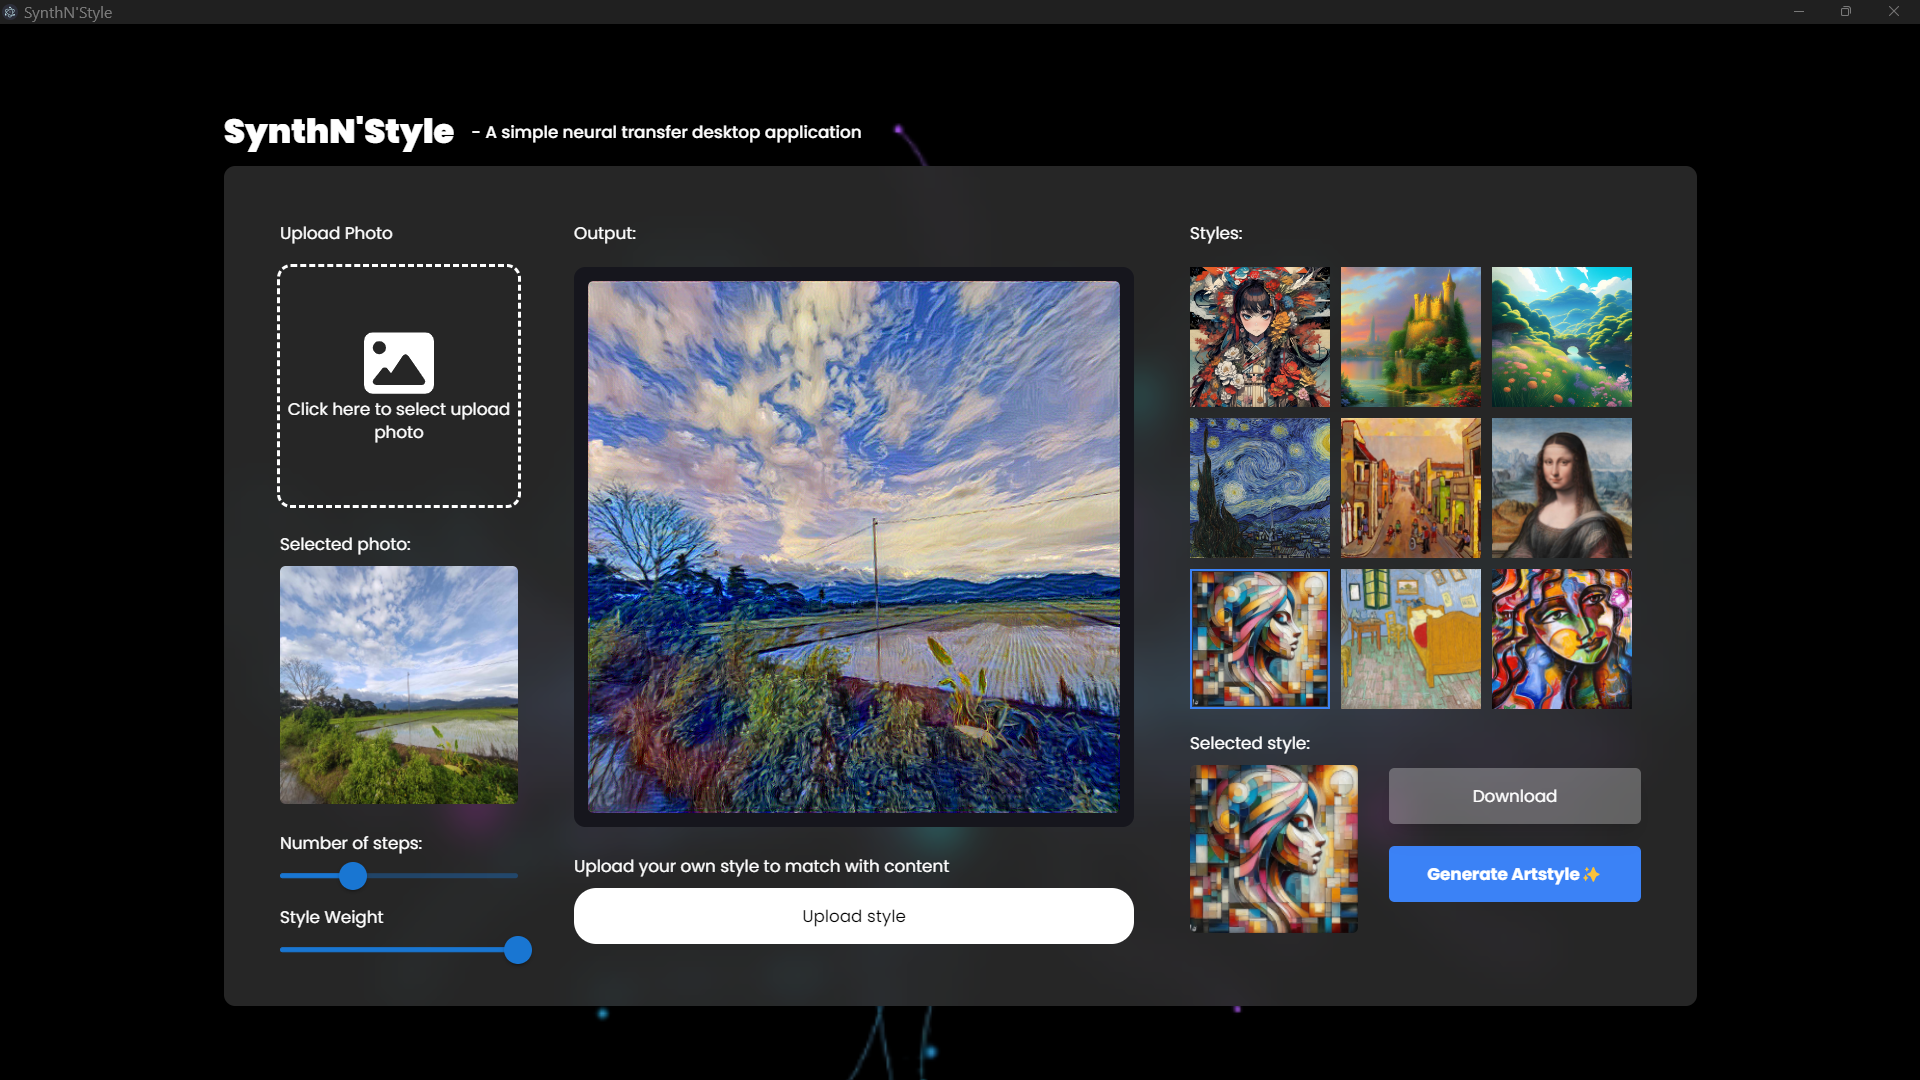 SynthN'Style
SynthN'Style - A simple neural transfer desktop application
Upload Photo
Click here to select upload
photo
Selected photo:
Number of steps:
Style Weight
Output:
Upload your own style to match with content
Upload style
Styles:
Selected style:
Download
Generate Artstyle✨